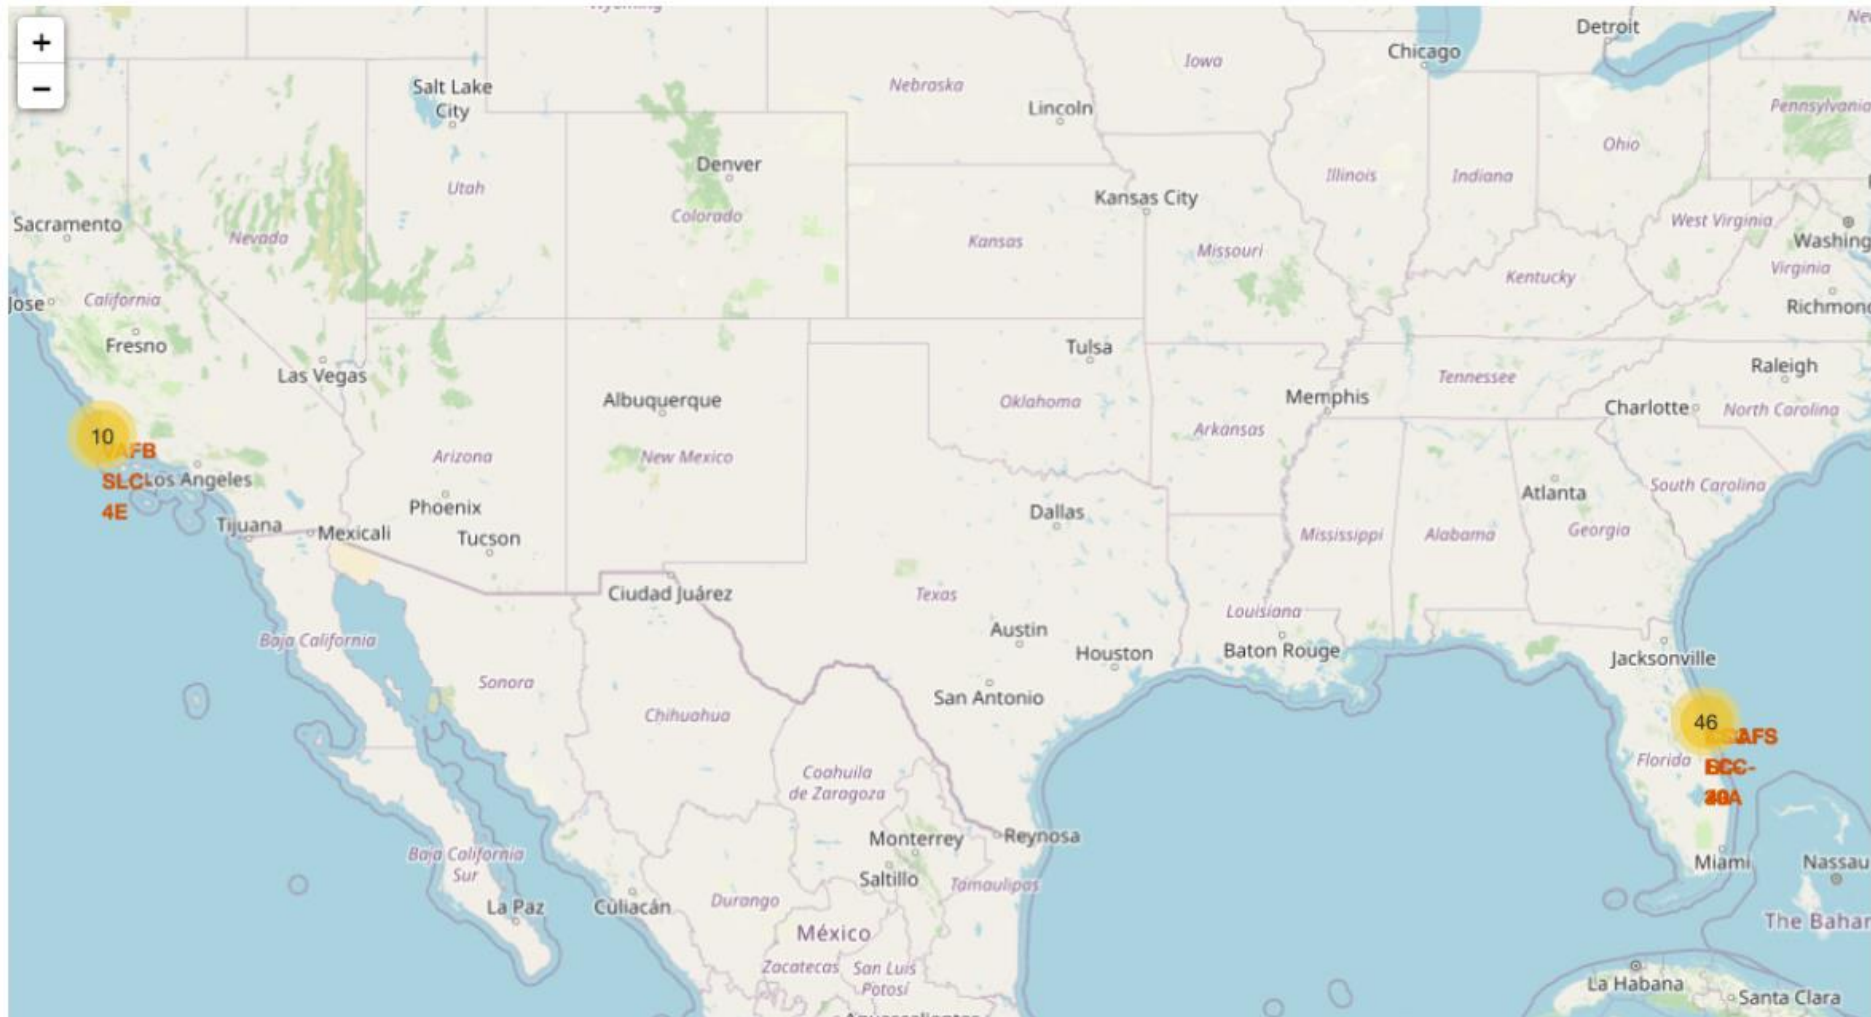 Wyoming
Detroit
+
Chicago
Iowa
Salt Lake
City
Nebraska
Lincoln
−
Pennsylvania
Ohio
Denver
Utah
Illinois
Indiana
Kansas City
Colorado
Sacramento
Nevada
Kansas
Missouri
West Virginia
Washing
Virginia
Kentucky
California
Jose
Richmond
Fresno
Las Vegas
Tulsa
Raleigh
Tennessee
Albuquerque
Oklahoma
Memphis
Charlotte
North Carolina
Arkansas
10
VAFB
SLC-
4E
Los Angeles
Arizona
New Mexico
Atlanta
South Carolina
Phoenix
Dallas
Tijuana
Mexicali
Tucson
Mississippi
Alabama
Georgia
Ciudad Juárez
Texas
Louisiana
Baja California
Austin
Houston
Baton Rouge
Jacksonville
Sonora
San Antonio
Chihuahua
46
Florida
Coahuila
de Zaragoza
Monterrey
Reynosa
Baja California
Sur
Saltillo
Tamaulipas
Miami
Nassau
La Paz
Culiacán
Durango
México
The Bahar
Zacatecas
San Luis
Potosí
La Habana
Santa Clara